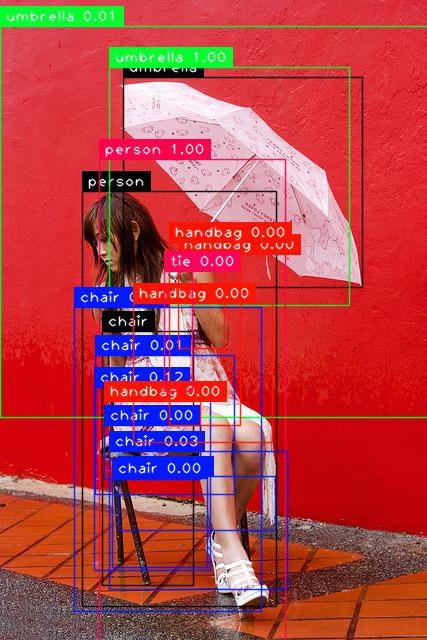 umbrella 0.01
umbrella 1.00
umbrella
person 1.00
person
handbag 0.00
handbag 0.00
tie 0.00
handbag 0.00
chair
chair 0.01
chair 0.12
handbag 0.00
chair 0.00
chair 0.03
chair 0.00